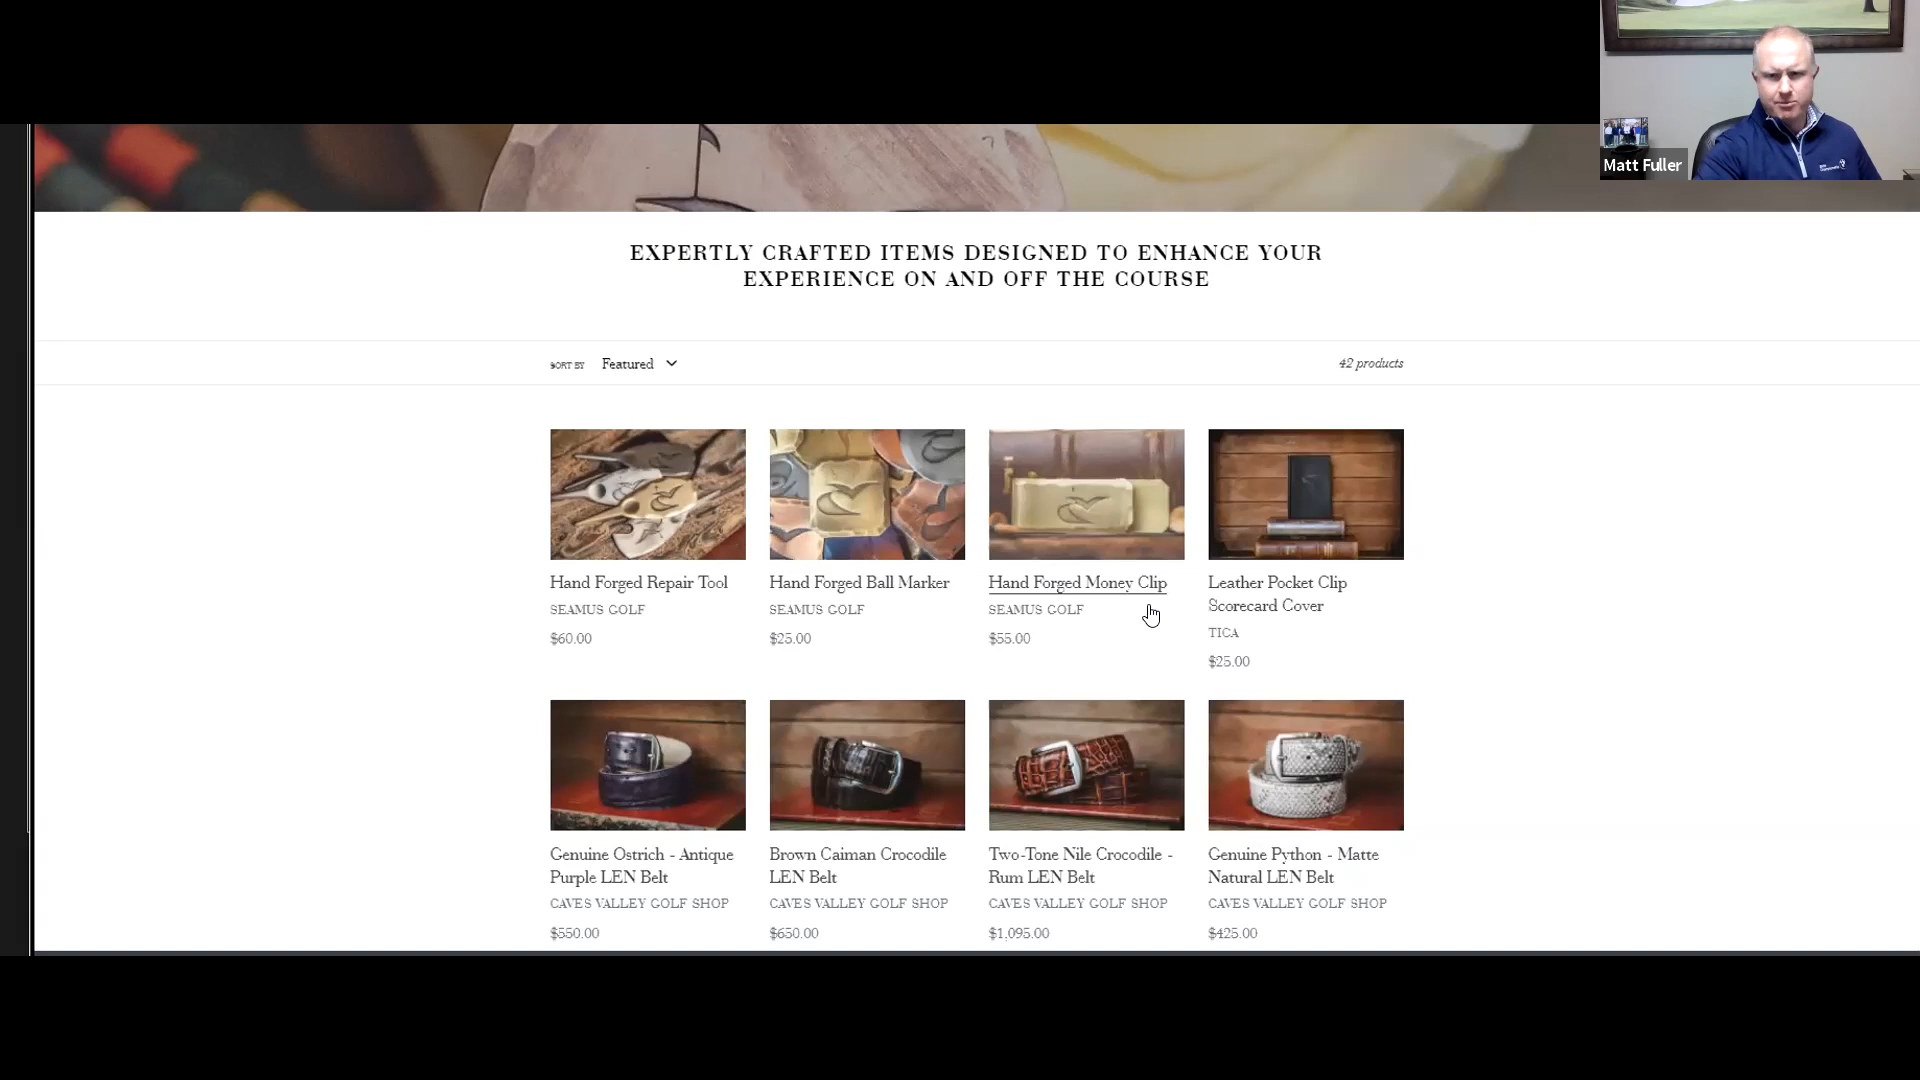 Matt Fuller
EXPERTLY CRAFTED ITEMS DESIGNED TO ENHANCE YOUR
EXPERIENCE ON AND OFF THE COURSE
SORT BY Featured
42 products
Hand Forged Repair Tool
SEAMUS GOLF
$60.00
Hand Forged Ball Marker
SEAMUS GOLF
$25.00
Hand Forged Money Clip
SEAMUS GOLF
$55.00
Leather Pocket Clip
Scorecard Cover
TICA
$25.00
Genuine Ostrich - Antique
Purple LEN Belt
CAVES VALLEY GOLF SHOP
$550.00
Brown Caiman Crocodile
LEN Belt
CAVES VALLEY GOLF SHOP
$650.00
Two-Tone Nile Crocodile -
Rum LEN Belt
CAVES VALLEY GOLF SHOP
$1,095.00
Genuine Python - Matte
Natural LEN Belt
CAVES VALLEY GOLF SHOP
$425.00